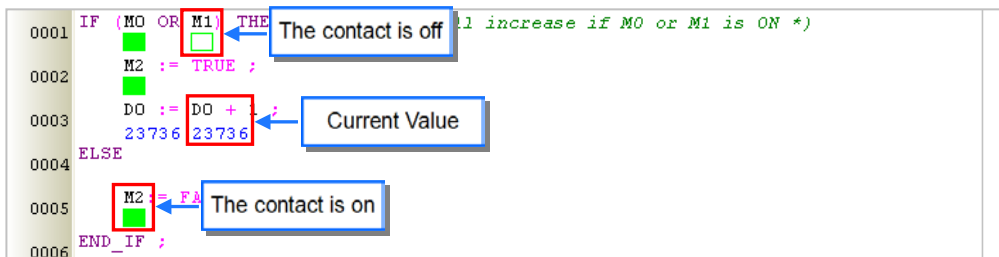 0001 IF (M0 OR M1) THE The contact is off ll increase if M0 or M1 is ON *)
0002 M2 := TRUE ;
0003 D0 := D0 + 1 ;
23736 23736 Current Value
0004 ELSE
0005 M2 := FA The contact is on
0006 END_IF ;